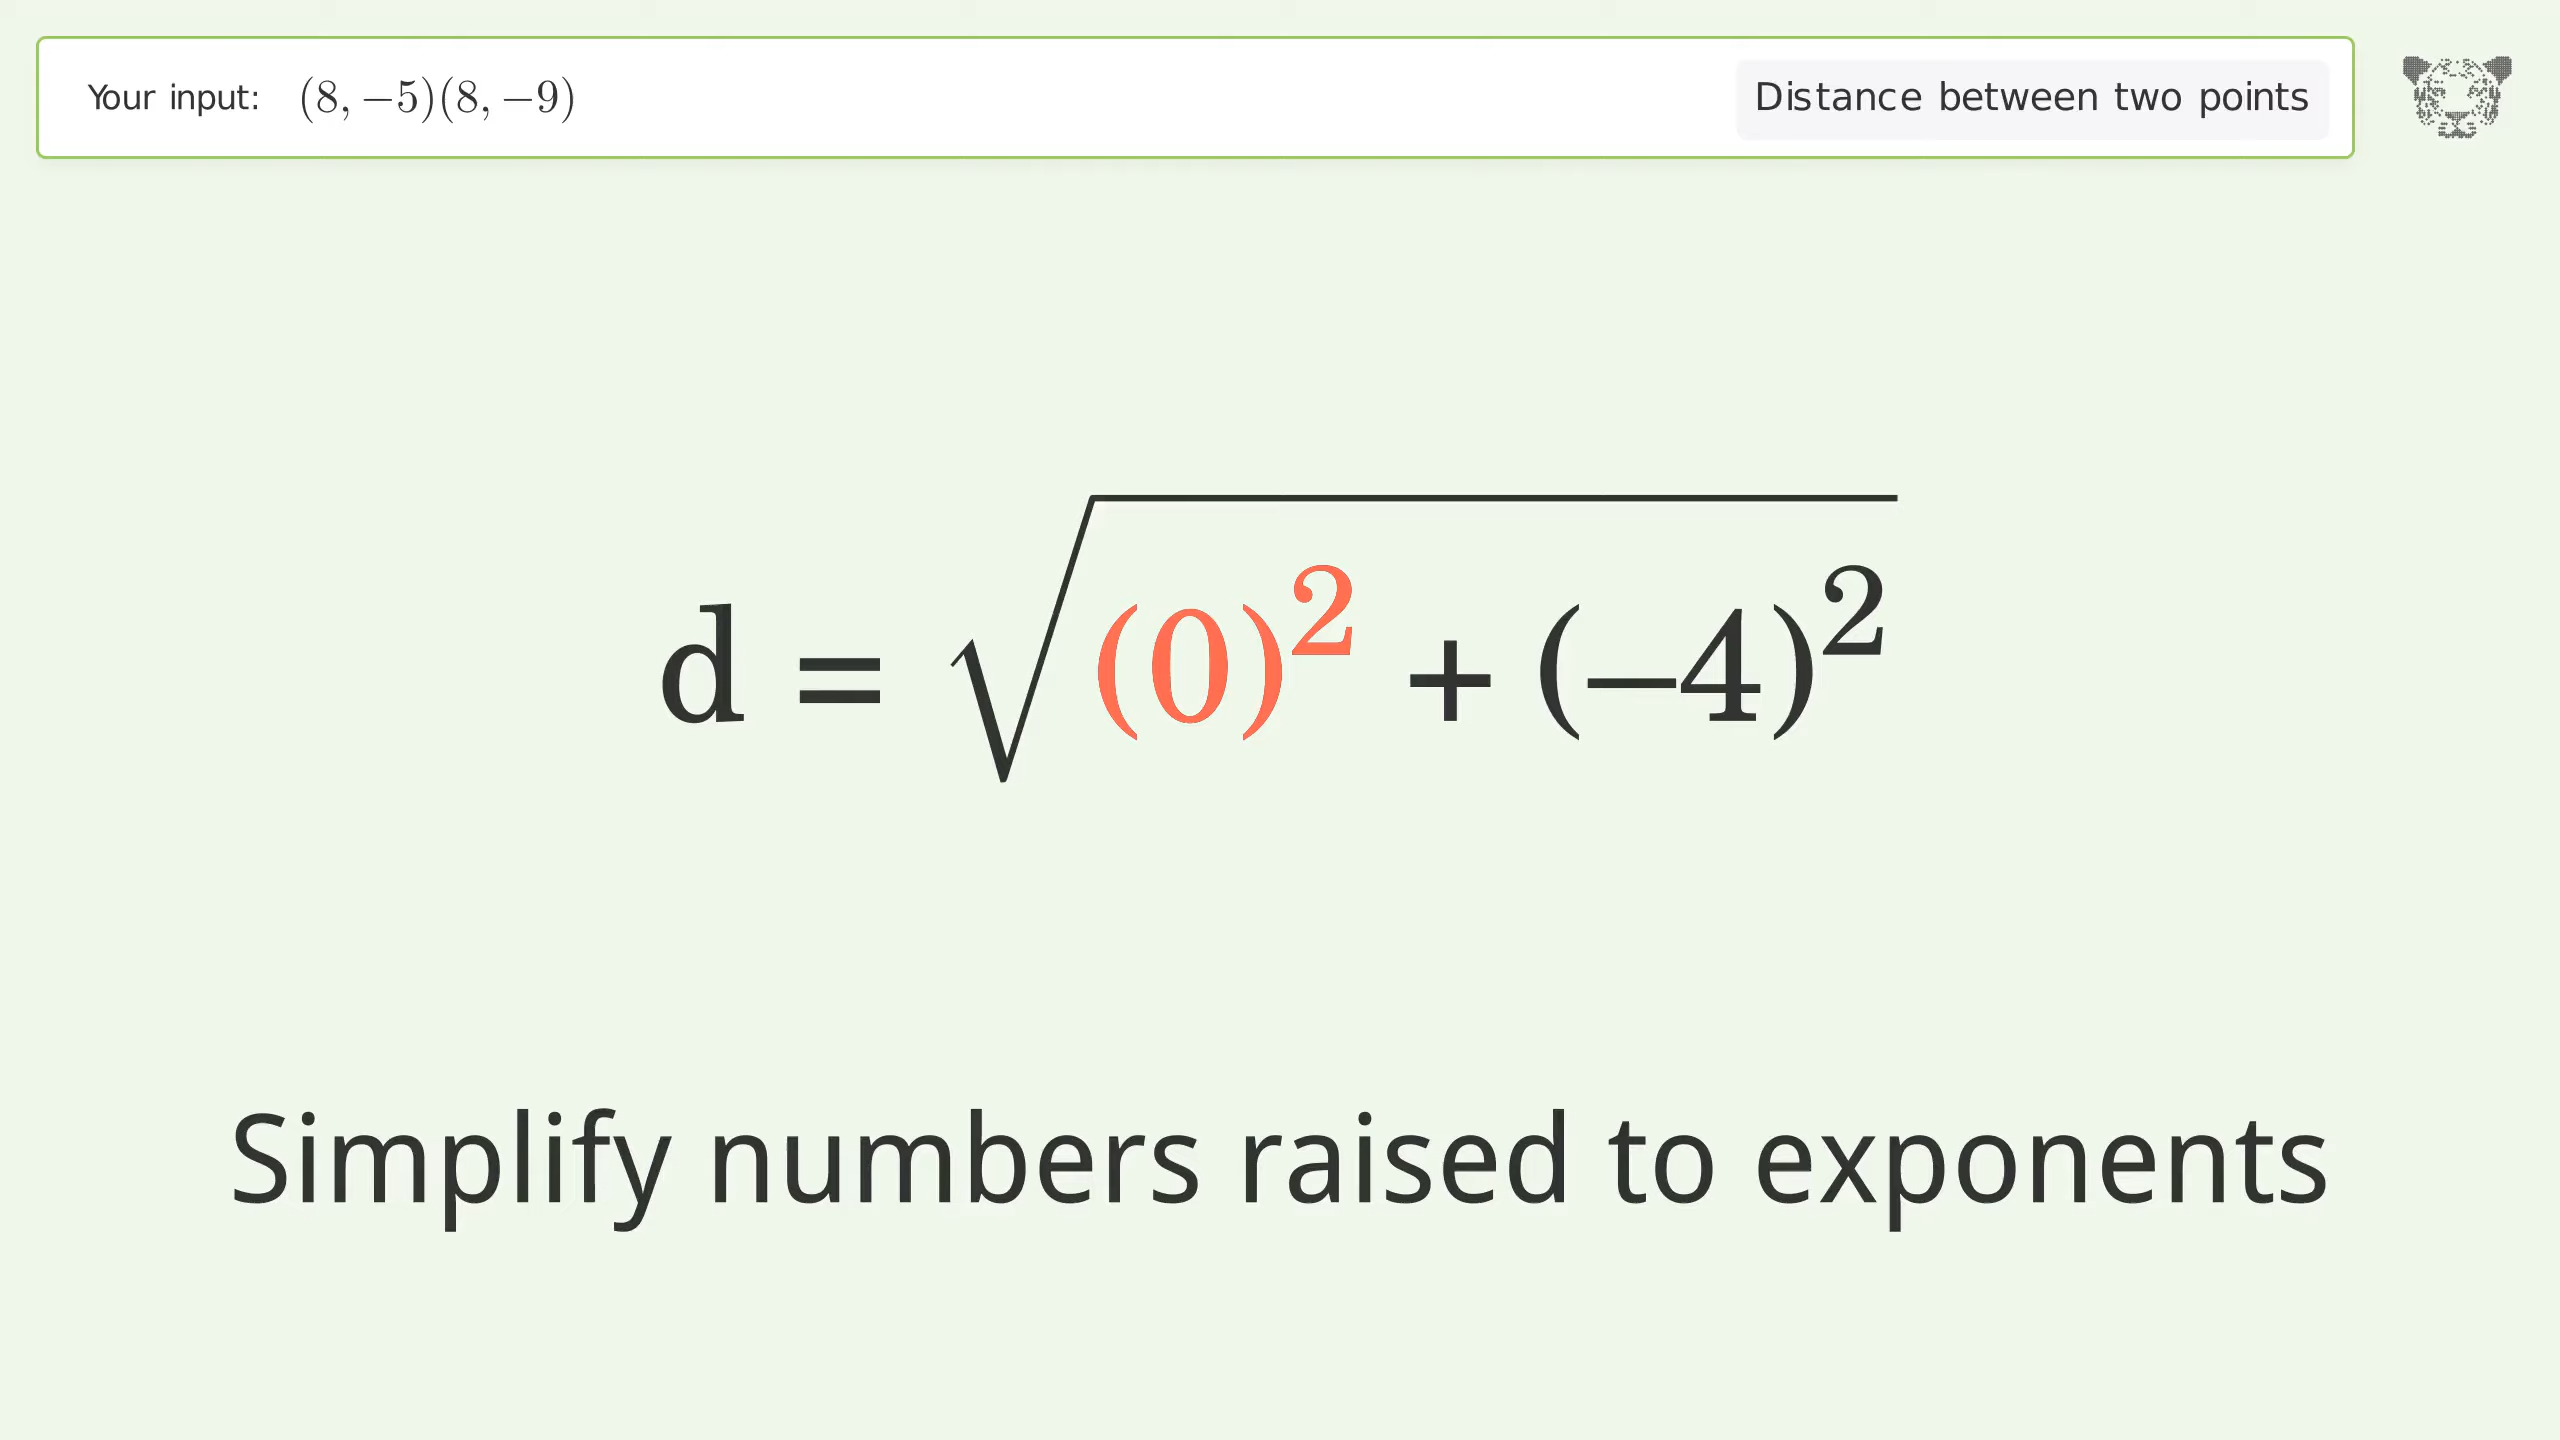 Your input: (8, −5)(8, −9)
Distance between two points
d = √(0)² + (−4)²
Simplify numbers raised to exponents